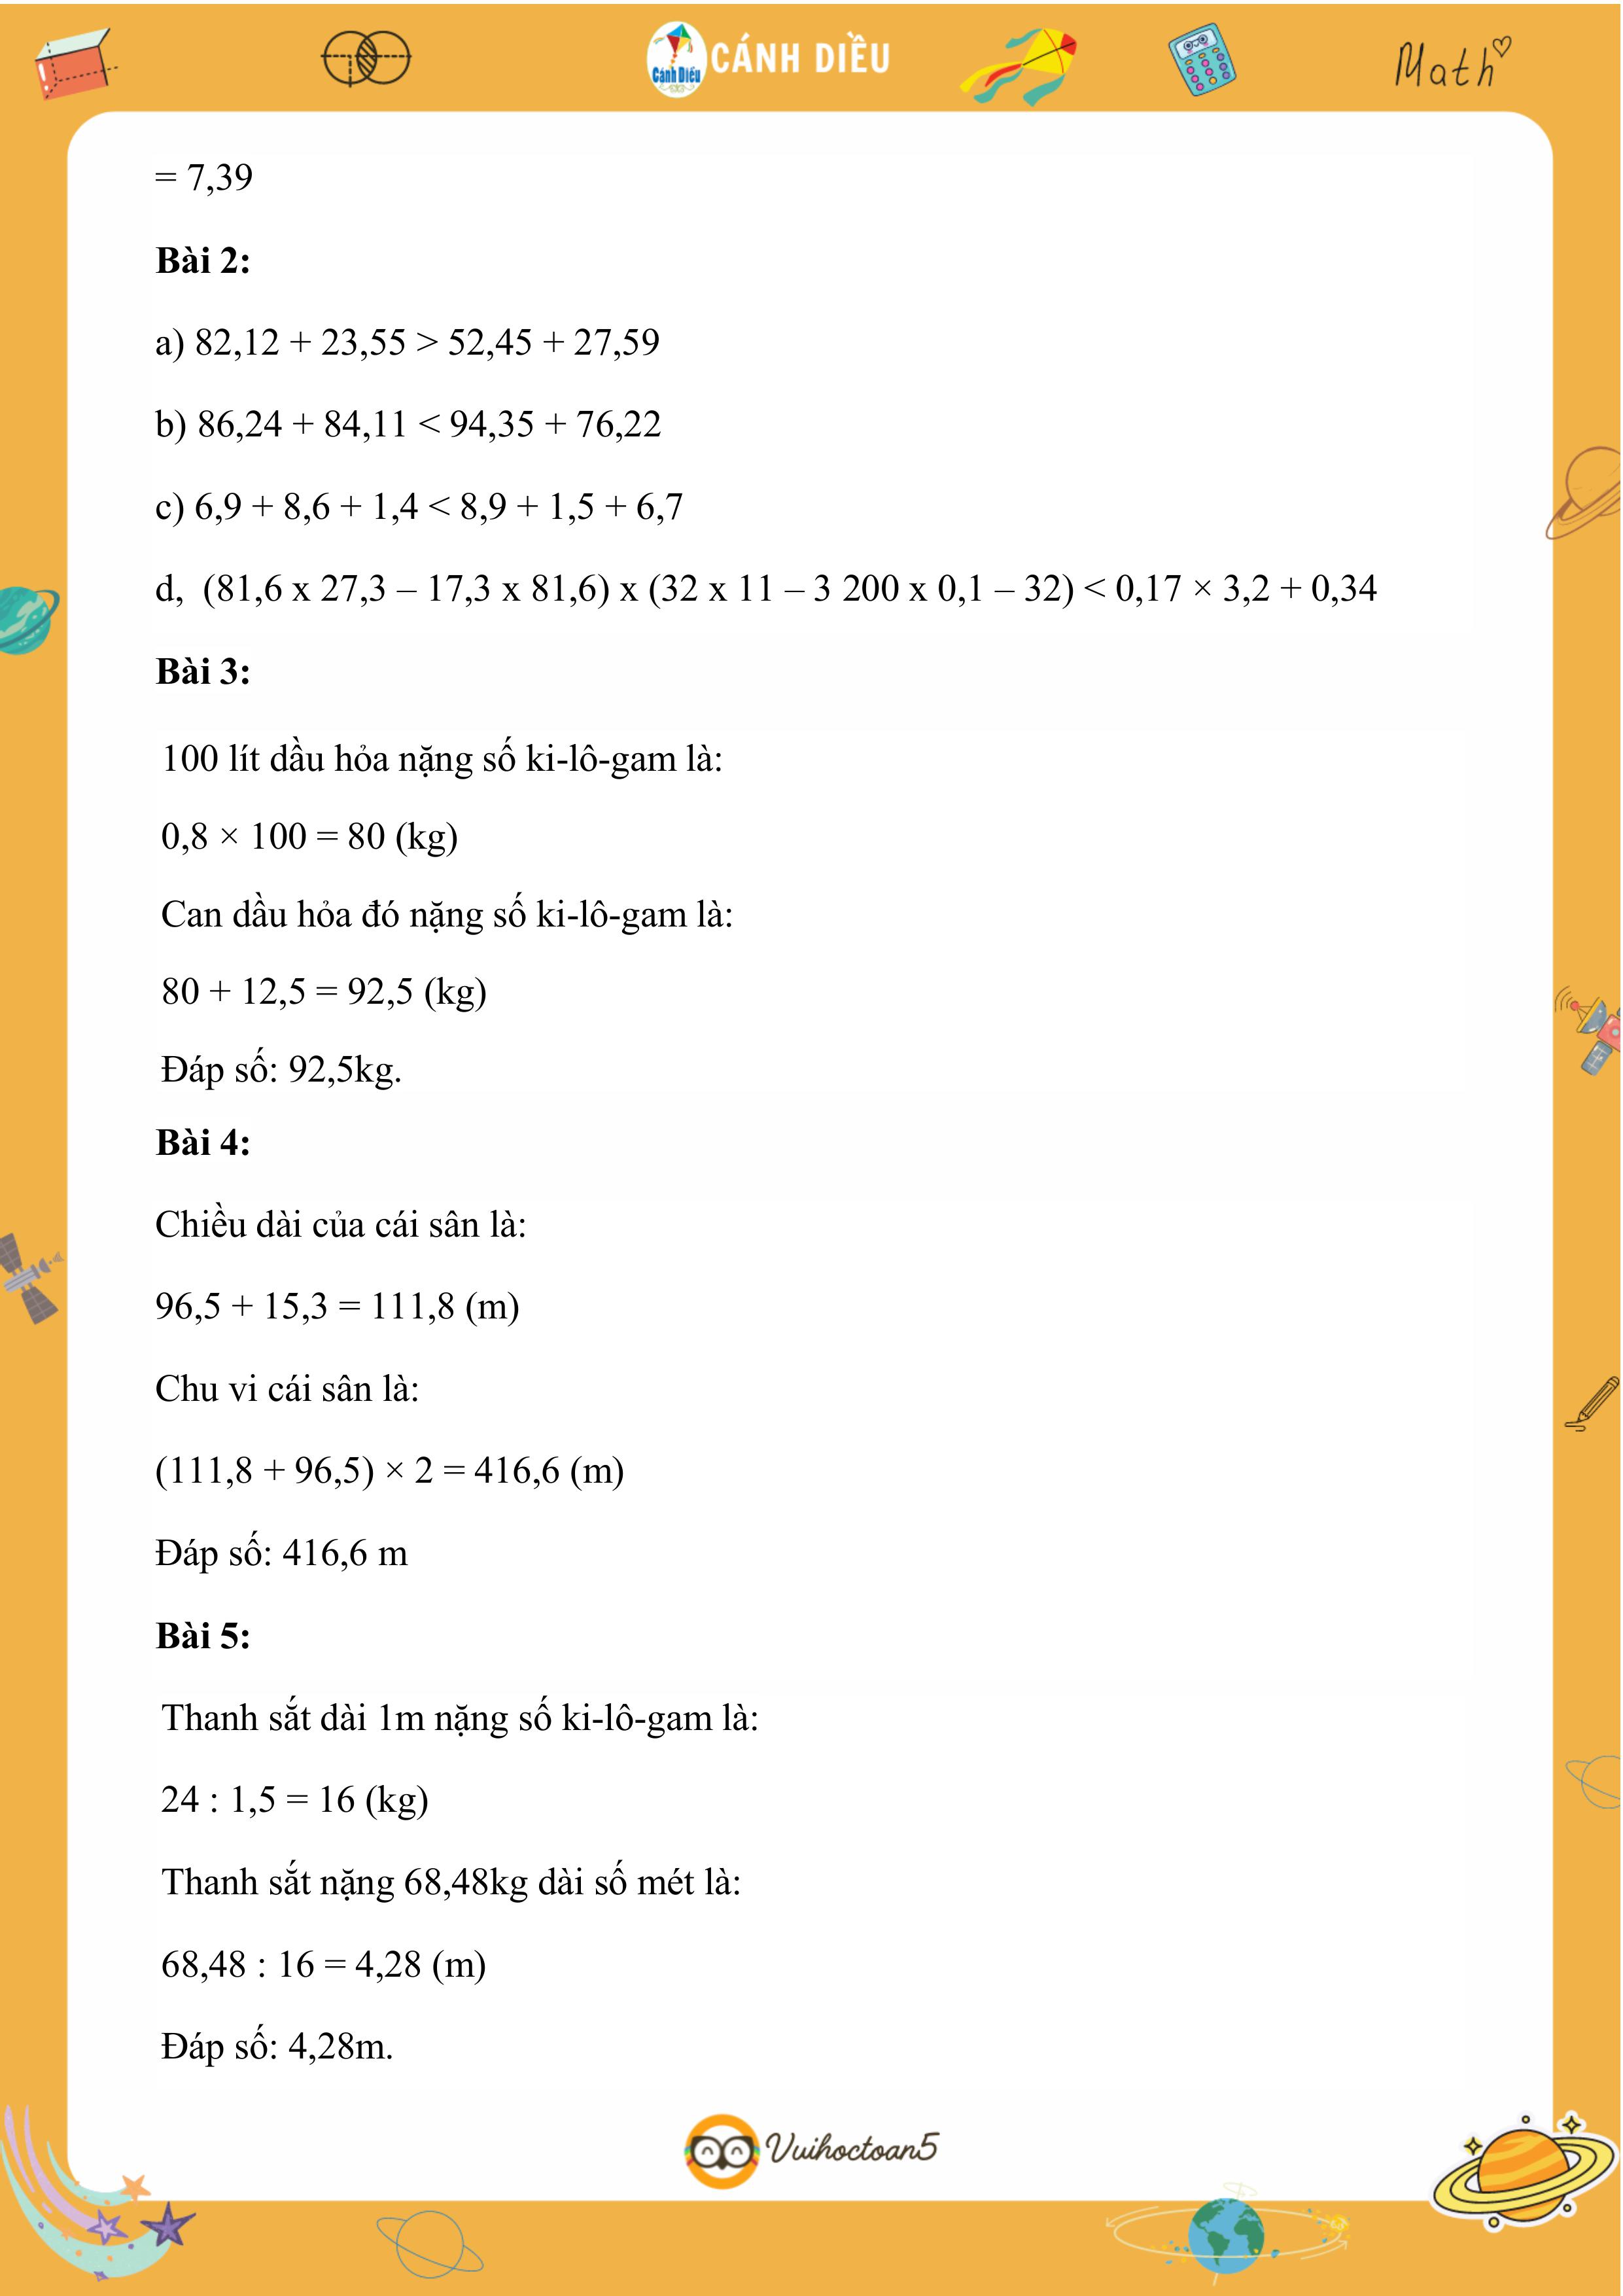 Cánh Diều CÁNH DIỀU
Math
= 7,39
Bài 2:
a) 82,12 + 23,55 > 52,45 + 27,59
b) 86,24 + 84,11 < 94,35 + 76,22
c) 6,9 + 8,6 + 1,4 < 8,9 + 1,5 + 6,7
d, (81,6 x 27,3 – 17,3 x 81,6) x (32 x 11 – 3 200 x 0,1 – 32) < 0,17 × 3,2 + 0,34
Bài 3:
100 lít dầu hỏa nặng số ki-lô-gam là:
0,8 × 100 = 80 (kg)
Can dầu hỏa đó nặng số ki-lô-gam là:
80 + 12,5 = 92,5 (kg)
Đáp số: 92,5kg.
Bài 4:
Chiều dài của cái sân là:
96,5 + 15,3 = 111,8 (m)
Chu vi cái sân là:
(111,8 + 96,5) × 2 = 416,6 (m)
Đáp số: 416,6 m
Bài 5:
Thanh sắt dài 1m nặng số ki-lô-gam là:
24 : 1,5 = 16 (kg)
Thanh sắt nặng 68,48kg dài số mét là:
68,48 : 16 = 4,28 (m)
Đáp số: 4,28m.
Vuihoctoan5